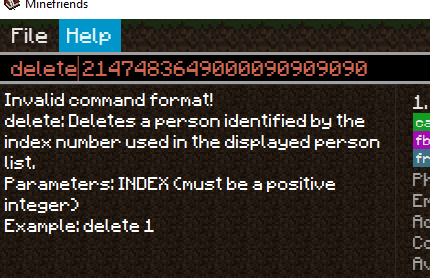 Minefriends
File Help
delete 21474836490000090909090
Invalid command format!
delete: Deletes a person identified by the
index number used in the displayed person
list.
Parameters: INDEX (must be a positive
integer)
Example: delete 1
1.